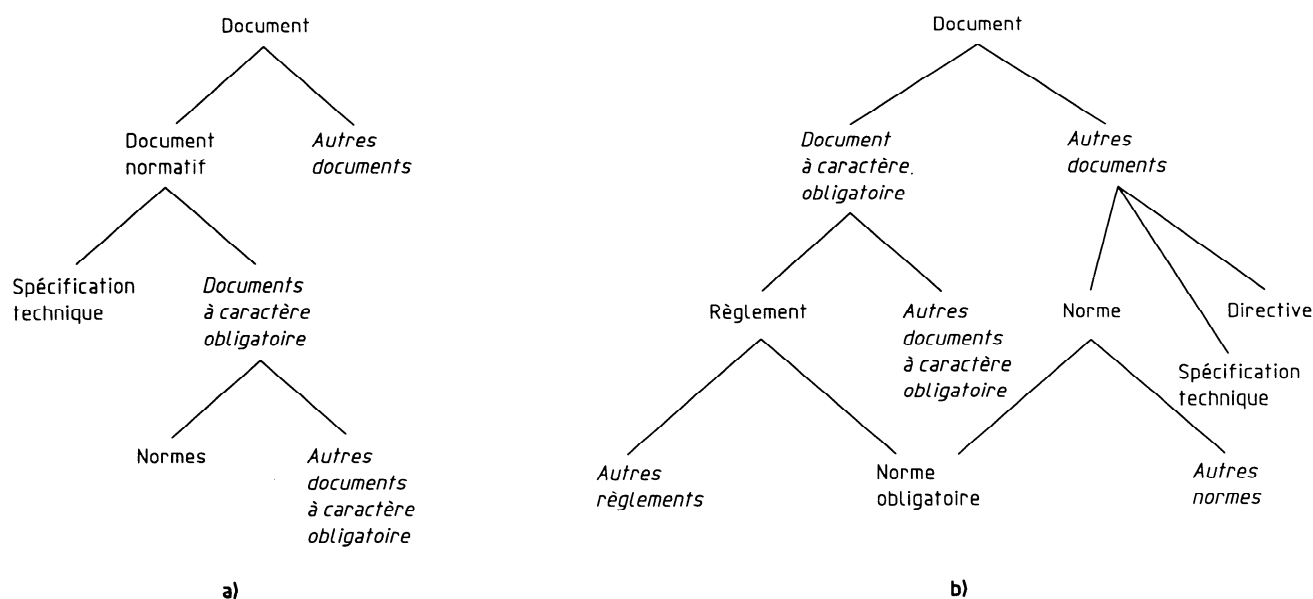 Document
Document
normatif
Autres
documents
Spécification
technique
Documents
à caractère
obligatoire
Normes
Autres
documents
à caractère
obligatoire
a)
Document
Document
à caractère.
obligatoire
Autres
documents
Règlement
Autres
documents
à caractère
obligatoire
Norme
Directive
Spécification
technique
Autres
règlements
Norme
obligatoire
Autres
normes
b)